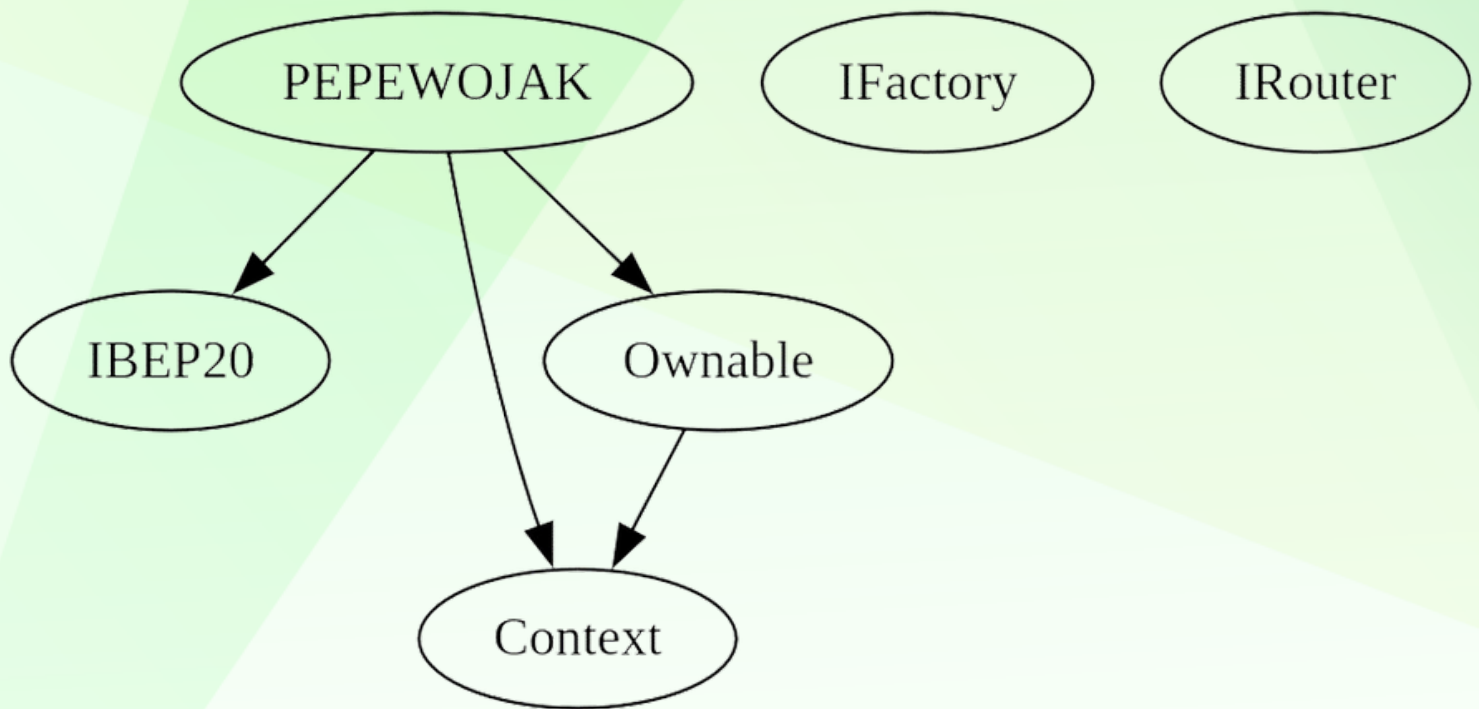 PEPEWOJAK
IFactory
IRouter
IBEP20
Ownable
Context